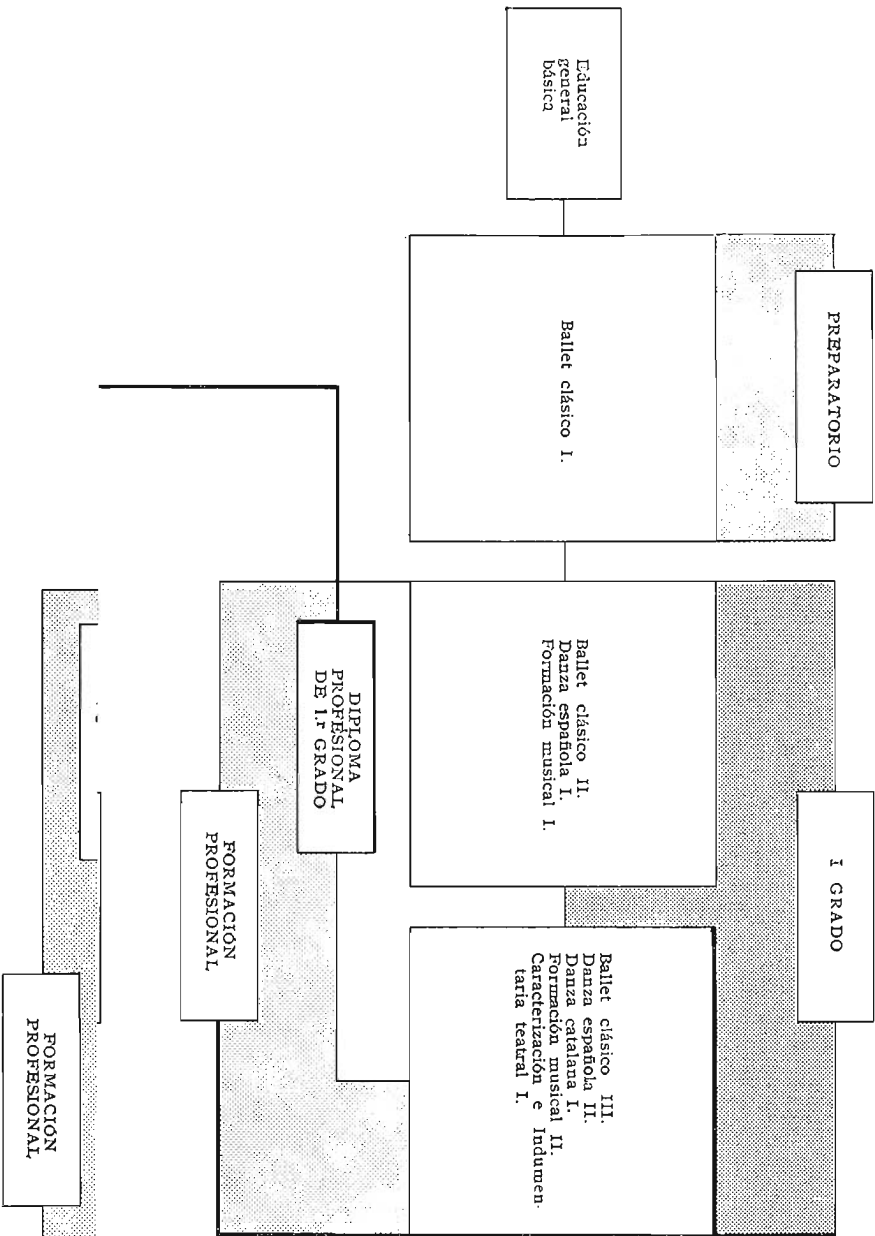 Educación
general
básica
PREPARATORIO
Ballet clásico I.
I GRADO
Ballet clásico II.
Danza española I.
Formación musical I.
Ballet clásico III.
Danza española II.
Danza catalana I.
Formación musical II.
Caracterización e Indumen-
taria teatral I.
DIPLOMA
PROFESIONAL
DE 1.r GRADO
FORMACIÓN
PROFESIONAL
FORMACIÓN
PROFESIONAL